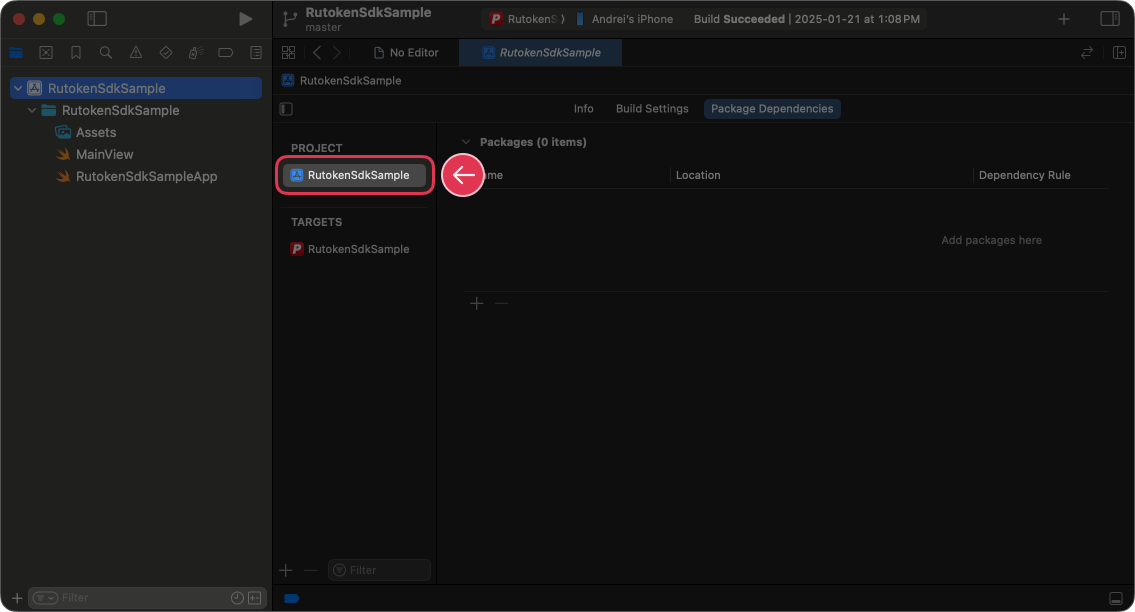 RutokenSdkSample
master
RutokenS
Andrei's iPhone
Build Succeeded | 2025-01-21 at 1:08 PM
No Editor
RutokenSdkSample
RutokenSdkSample
Info
Build Settings
Package Dependencies
RutokenSdkSample
RutokenSdkSample
Assets
MainView
RutokenSdkSampleApp
PROJECT
RutokenSdkSample
TARGETS
RutokenSdkSample
Packages (0 items)
Location
Dependency Rule
Add packages here
Filter
Filter